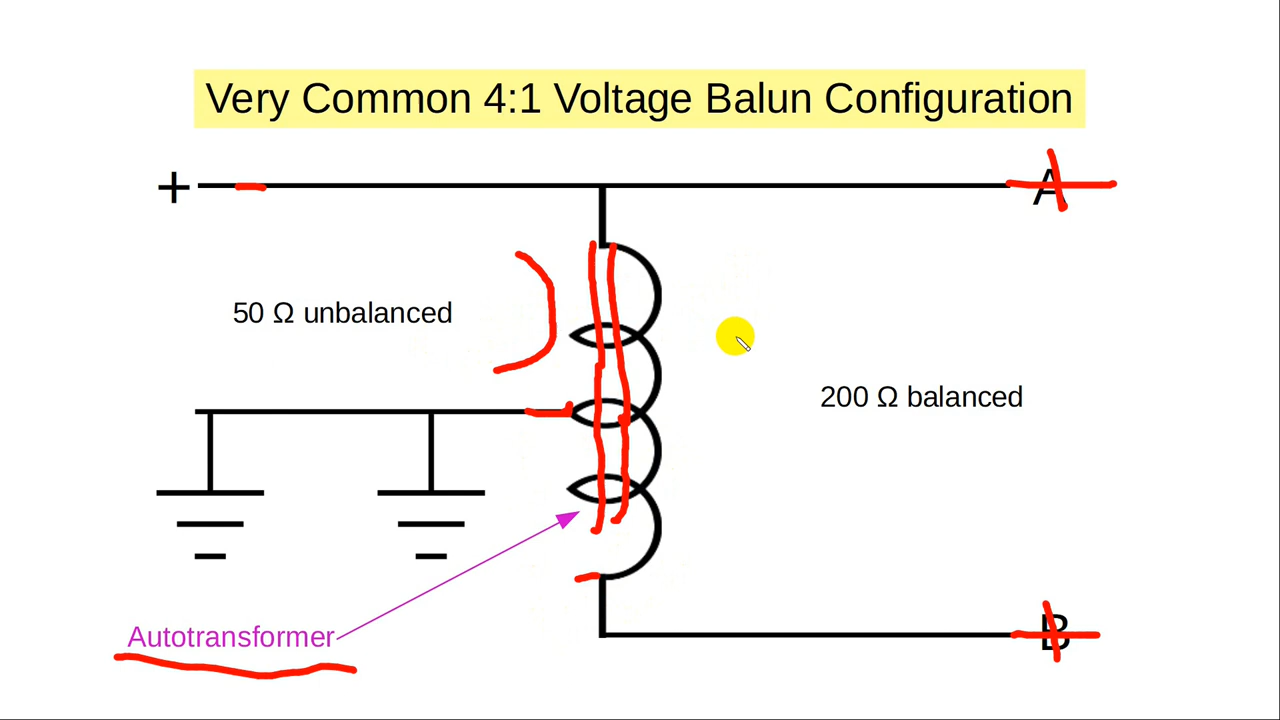 Very Common 4:1 Voltage Balun Configuration
+
A
50 Ω unbalanced
200 Ω balanced
Autotransformer
B